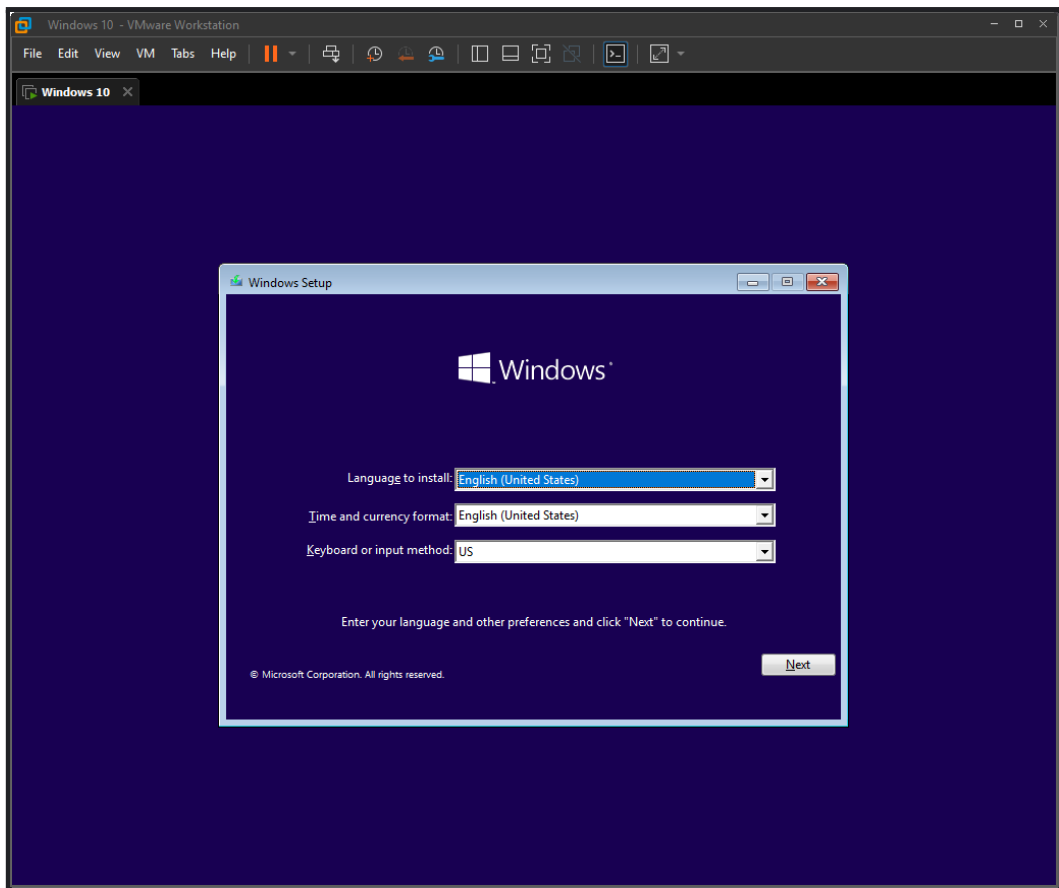 Windows 10 - VMware Workstation
File Edit View VM Tabs Help
Windows 10
Windows Setup
Windows
Language to install: English (United States)
Time and currency format: English (United States)
Keyboard or input method: US
Enter your language and other preferences and click "Next" to continue.
Next
© Microsoft Corporation. All rights reserved.